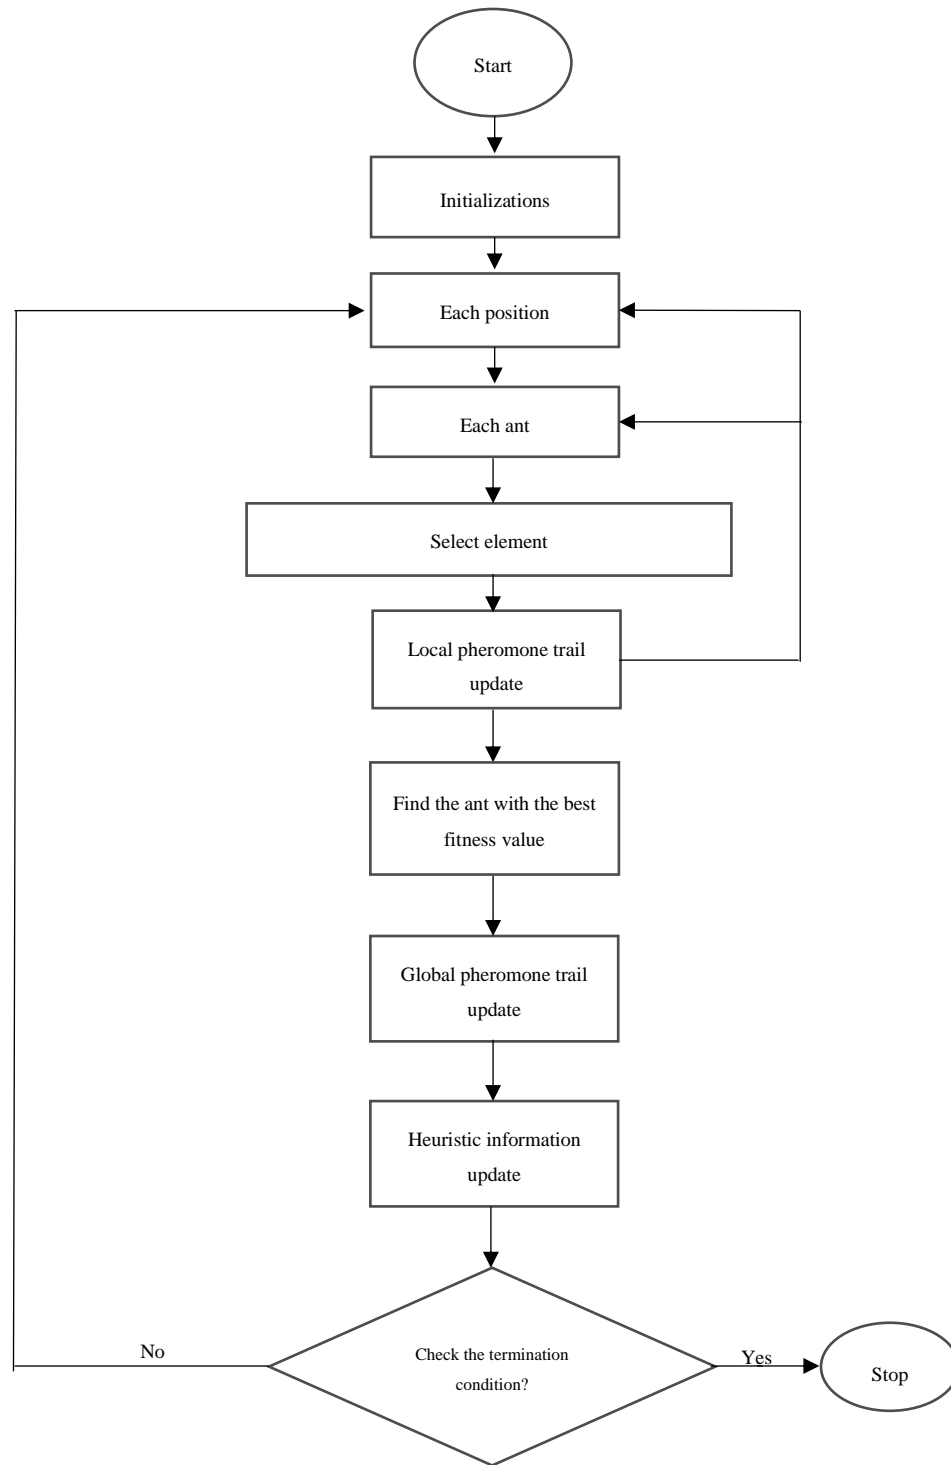 Start
Initializations
Each position
Each ant
Select element
Local pheromone trail
update
Find the ant with the best
fitness value
Global pheromone trail
update
Heuristic information
update
No
Check the termination
condition?
Yes
Stop